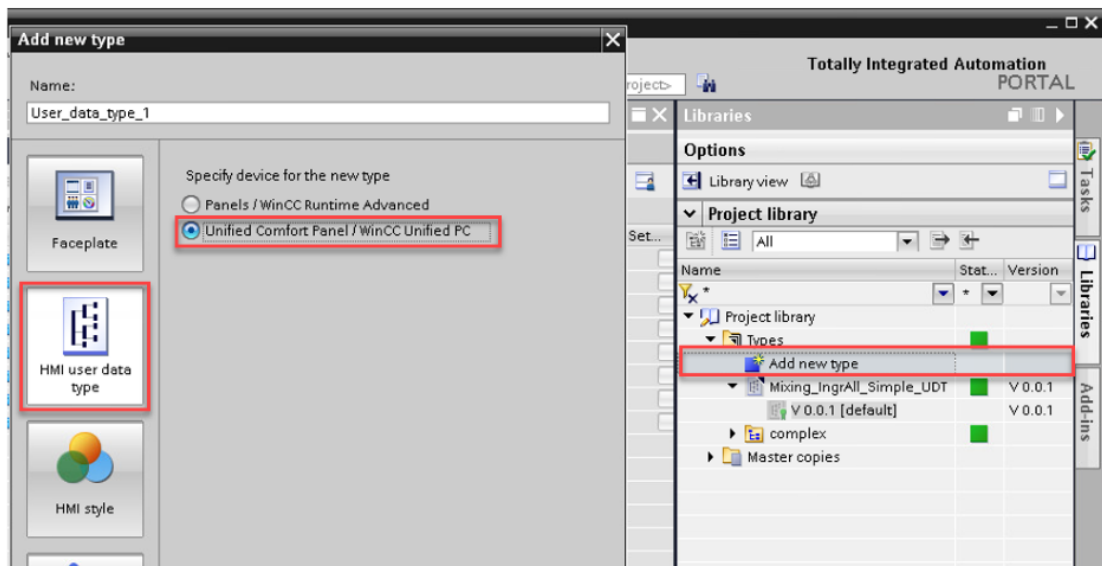 Add new type
Name:
User_data_type_1
Faceplate
HMI user data
type
HMI style
Specify device for the new type
Panels / WinCC Runtime Advanced
Unified Comfort Panel / WinCC Unified PC
Totally Integrated Automation
PORTAL
Set...
Libraries
Options
Library view
Project library
All
Name
Stat...
Version
*
*
Project library
Types
Add new type
Mixing_IngrAll_Simple_UDT
V 0.0.1
V 0.0.1 [default]
V 0.0.1
complex
Master copies
Tasks
Libraries
Add-ins